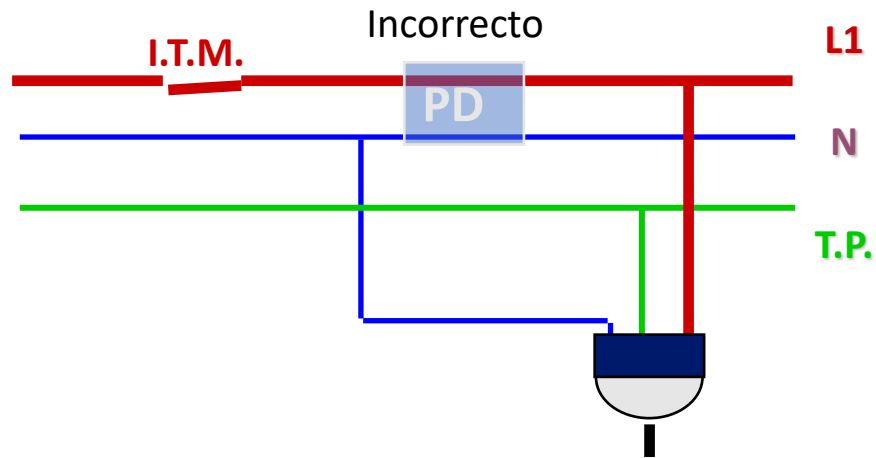 Incorrecto
I.T.M.
L1
PD
N
T.P.